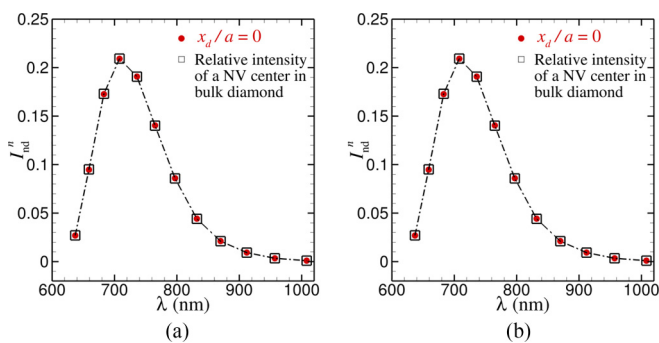 0.25
0.2
0.15
0.1
0.05
0
I_nd^n
x_d / a = 0
Relative intensity
of a NV center in
bulk diamond
600 700 800 900 1000
λ (nm)
(a)
0.25
0.2
0.15
0.1
0.05
0
I_nd^n
x_d / a = 0
Relative intensity
of a NV center in
bulk diamond
600 700 800 900 1000
λ (nm)
(b)